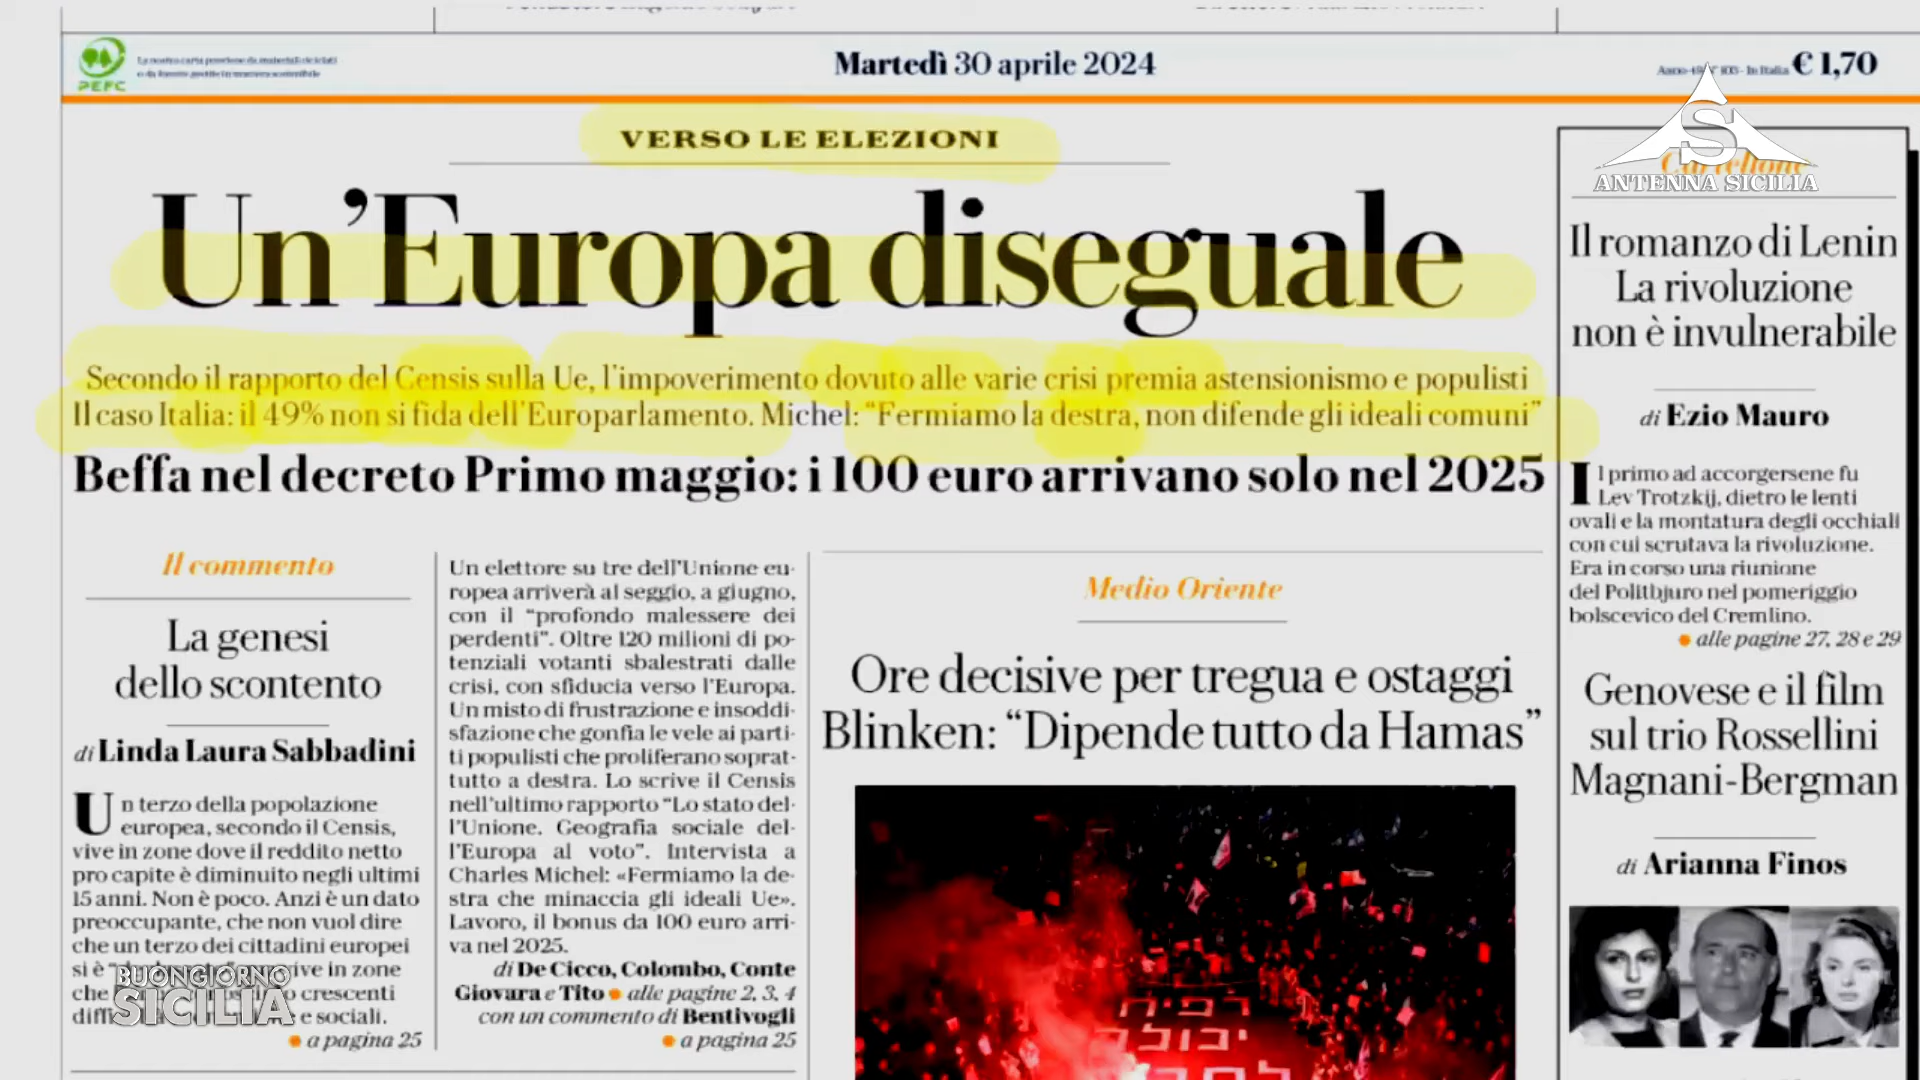 PEFC
La nostra carta proviene da materiali riciclati
o da foreste gestite in maniera sostenibile
Martedì 30 aprile 2024
In Italia € 1,70
ANTENNA SICILIA
VERSO LE ELEZIONI
Un’Europa diseguale
Secondo il rapporto del Censis sulla Ue, l’impoverimento dovuto alle varie crisi premia astensionismo e populisti
Il caso Italia: il 49% non si fida dell’Europarlamento. Michel: “Fermiamo la destra, non difende gli ideali comuni”
Beffa nel decreto Primo maggio: i 100 euro arrivano solo nel 2025
Il commento
La genesi
dello scontento
di Linda Laura Sabbadini
Un terzo della popolazione
europea, secondo il Censis,
vive in zone dove il reddito netto
pro capite è diminuito negli ultimi
15 anni. Non è poco. Anzi è un dato
preoccupante, che non vuol dire
che un terzo dei cittadini europei
si è vive in zone
che crescenti
e sociali.
a pagina 25
BUONGIORNO
SICILIA
Un elettore su tre dell’Unione eu-
ropea arriverà al seggio, a giugno,
con il “profondo malessere dei
perdenti”. Oltre 120 milioni di po-
tenziali votanti sbalestrati dalle
crisi, con sfiducia verso l’Europa.
Un misto di frustrazione e insoddi-
sfazione che gonfia le vele ai parti-
ti populisti che proliferano soprat-
tutto a destra. Lo scrive il Censis
nell’ultimo rapporto “Lo stato del-
l’Unione. Geografia sociale del-
l’Europa al voto”. Intervista a
Charles Michel: «Fermiamo la de-
stra che minaccia gli ideali Ue».
Lavoro, il bonus da 100 euro arri-
va nel 2025.
di De Cicco, Colombo, Conte
Giovara e Tito alle pagine 2, 3, 4
con un commento di Bentivogli
a pagina 25
Medio Oriente
Ore decisive per tregua e ostaggi
Blinken: “Dipende tutto da Hamas”
רפיח
יכולה
לחכות
Cartellone
Il romanzo di Lenin
La rivoluzione
non è invulnerabile
di Ezio Mauro
Il primo ad accorgersene fu
Lev Trotzkij, dietro le lenti
ovali e la montatura degli occhiali
con cui scrutava la rivoluzione.
Era in corso una riunione
del Politbjuro nel pomeriggio
bolscevico del Cremlino.
alle pagine 27, 28 e 29
Genovese e il film
sul trio Rossellini
Magnani-Bergman
di Arianna Finos